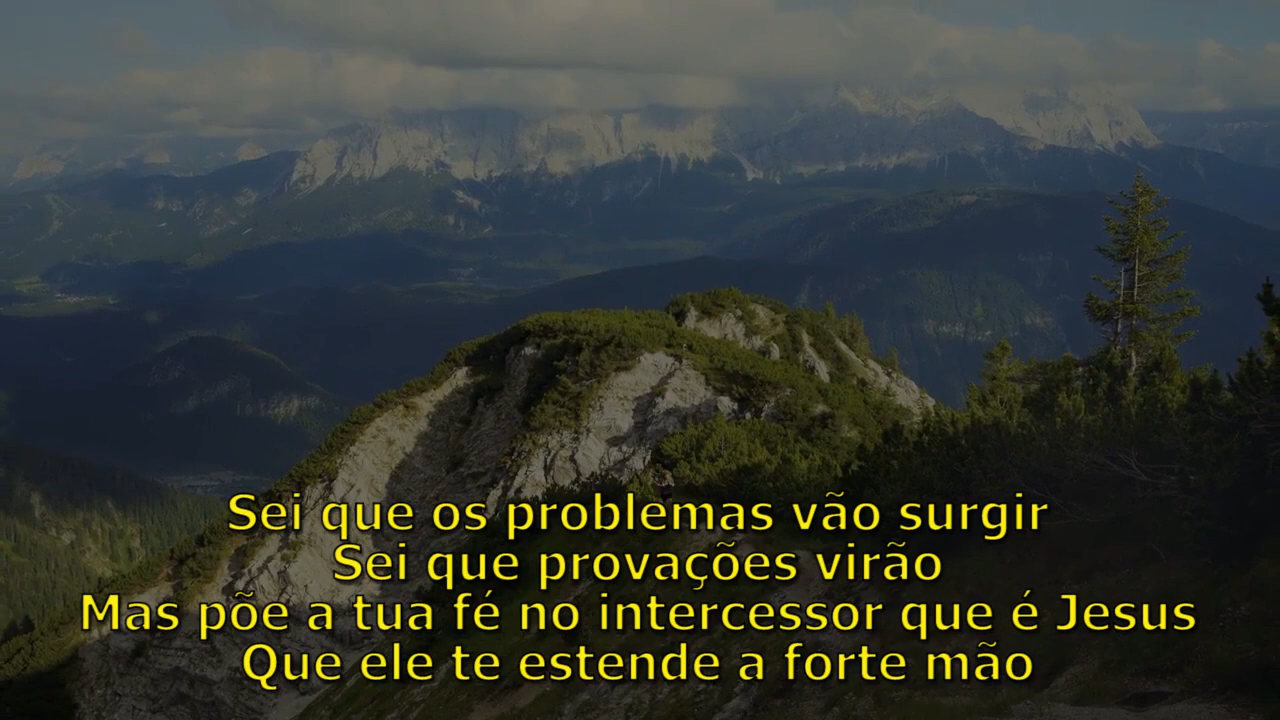 Sei que os problemas vão surgir
Sei que provações virão
Mas põe a tua fé no intercessor que é Jesus
Que ele te estende a forte mão